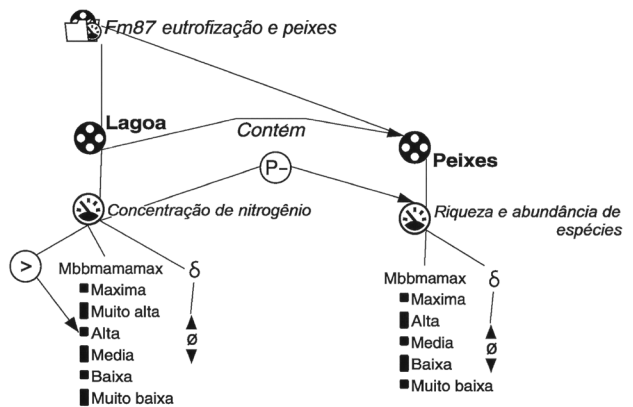 Fm87 eutrofização e peixes
Lagoa
Contém
Peixes
P–
Concentração de nitrogênio
Riqueza e abundância de
espécies
>
Mbbmamamax
δ
Maxima
Muito alta
Alta
Media
Baixa
Muito baixa
ø
Mbbmamax
δ
Maxima
Alta
Media
Baixa
Muito baixa
ø